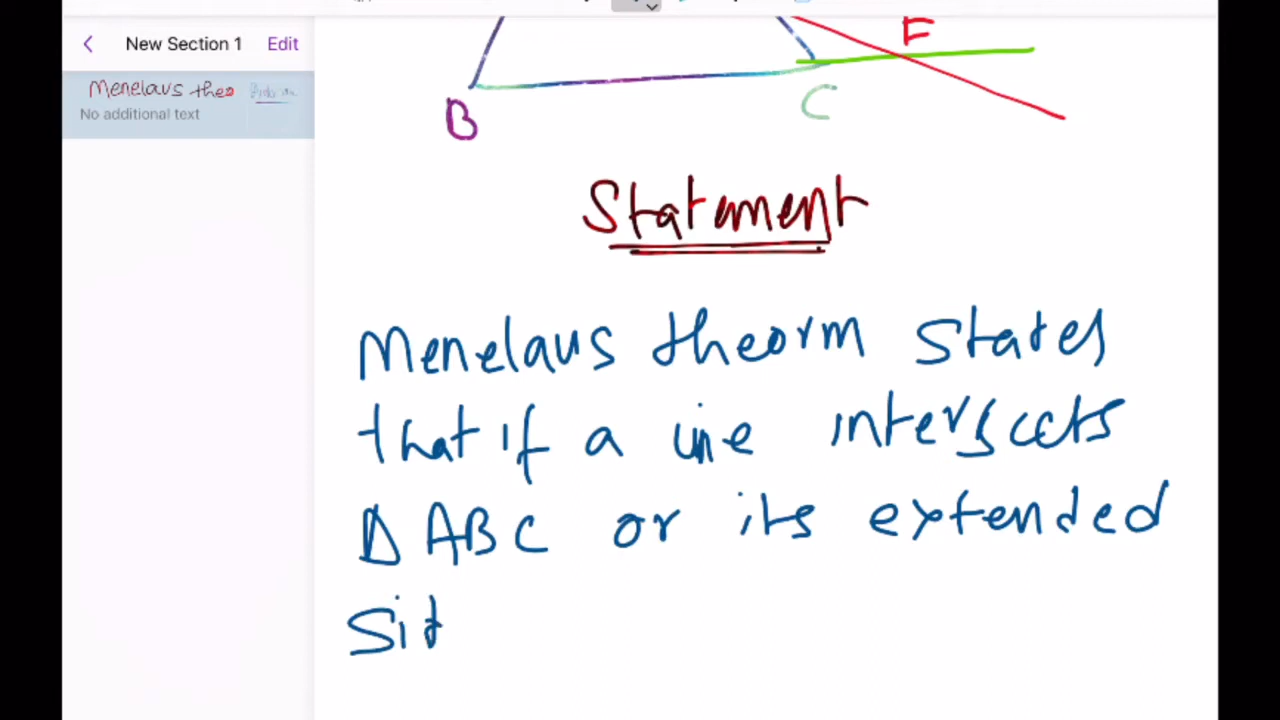 New Section 1
Edit
Menelaus theo
No additional text
F
B
C
Statement
Menelaus theorm states
that if a line intersects
Δ ABC or its extended
Sid